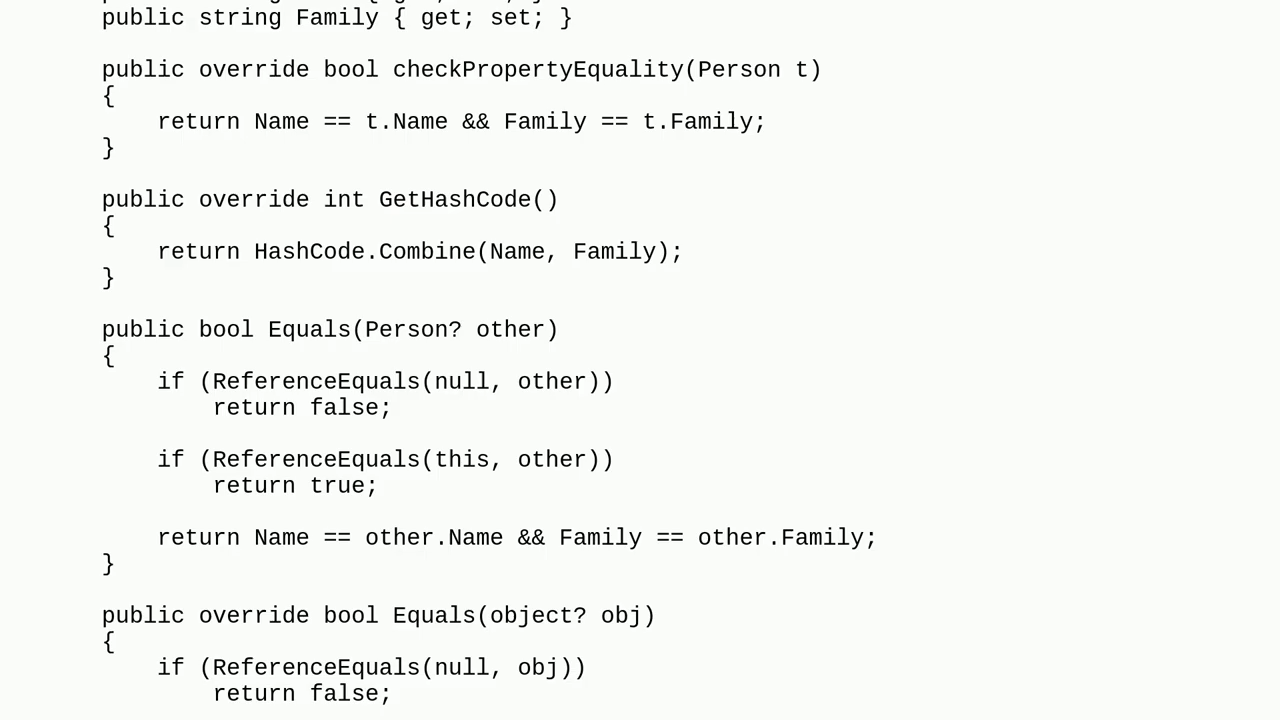 public string Family { get; set; }
public override bool checkPropertyEquality(Person t)
{
return Name == t.Name && Family == t.Family;
}
public override int GetHashCode()
{
return HashCode.Combine(Name, Family);
}
public bool Equals(Person? other)
{
if (ReferenceEquals(null, other))
return false;
if (ReferenceEquals(this, other))
return true;
return Name == other.Name && Family == other.Family;
}
public override bool Equals(object? obj)
{
if (ReferenceEquals(null, obj))
return false;